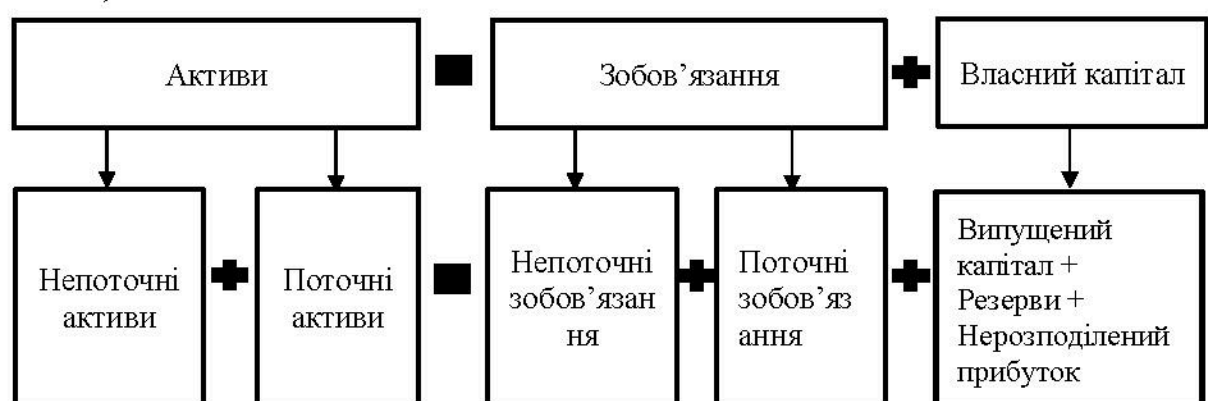 Активи
Зобов’язання
Власний капітал
Непоточні
активи
Поточні
активи
Непоточні
зобов’язан
ня
Поточні
зобов’яз
ання
Випущений
капітал +
Резерви +
Нерозподілений
прибуток